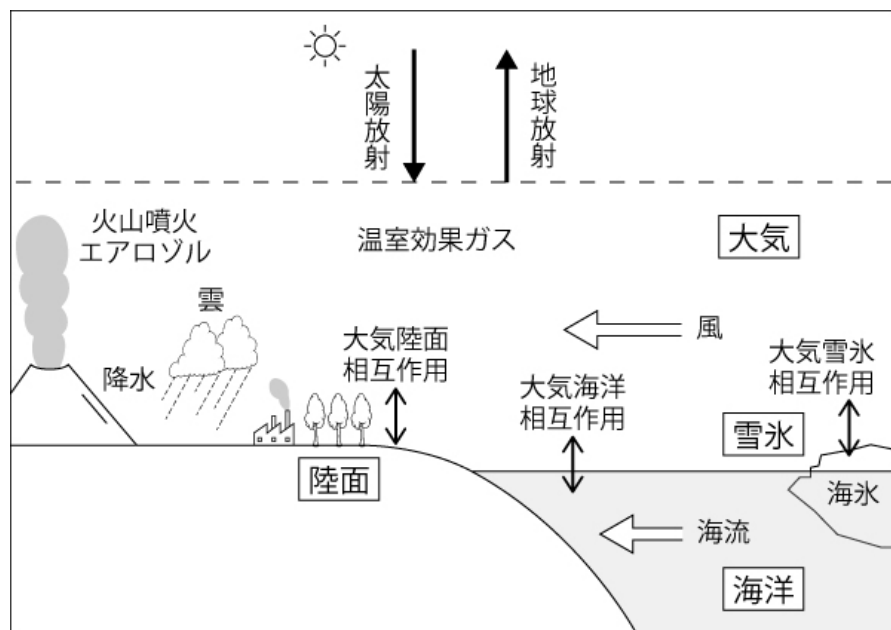 太陽放射
地球放射
火山噴火
エアロゾル
温室効果ガス
大気
雲
風
大気陸面
相互作用
大気雪氷
相互作用
降水
大気海洋
相互作用
雪氷
陸面
海氷
海流
海洋